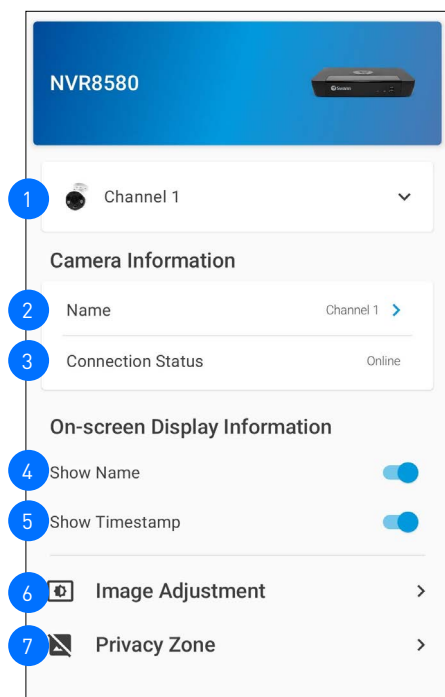 NVR8580
1 Channel 1
Camera Information
2 Name Channel 1
3 Connection Status Online
On-screen Display Information
4 Show Name
5 Show Timestamp
6 Image Adjustment
7 Privacy Zone